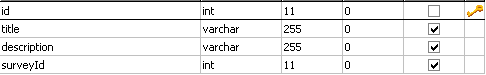 id int 11 0
title varchar 255 0
description varchar 255 0
surveyId int 11 0